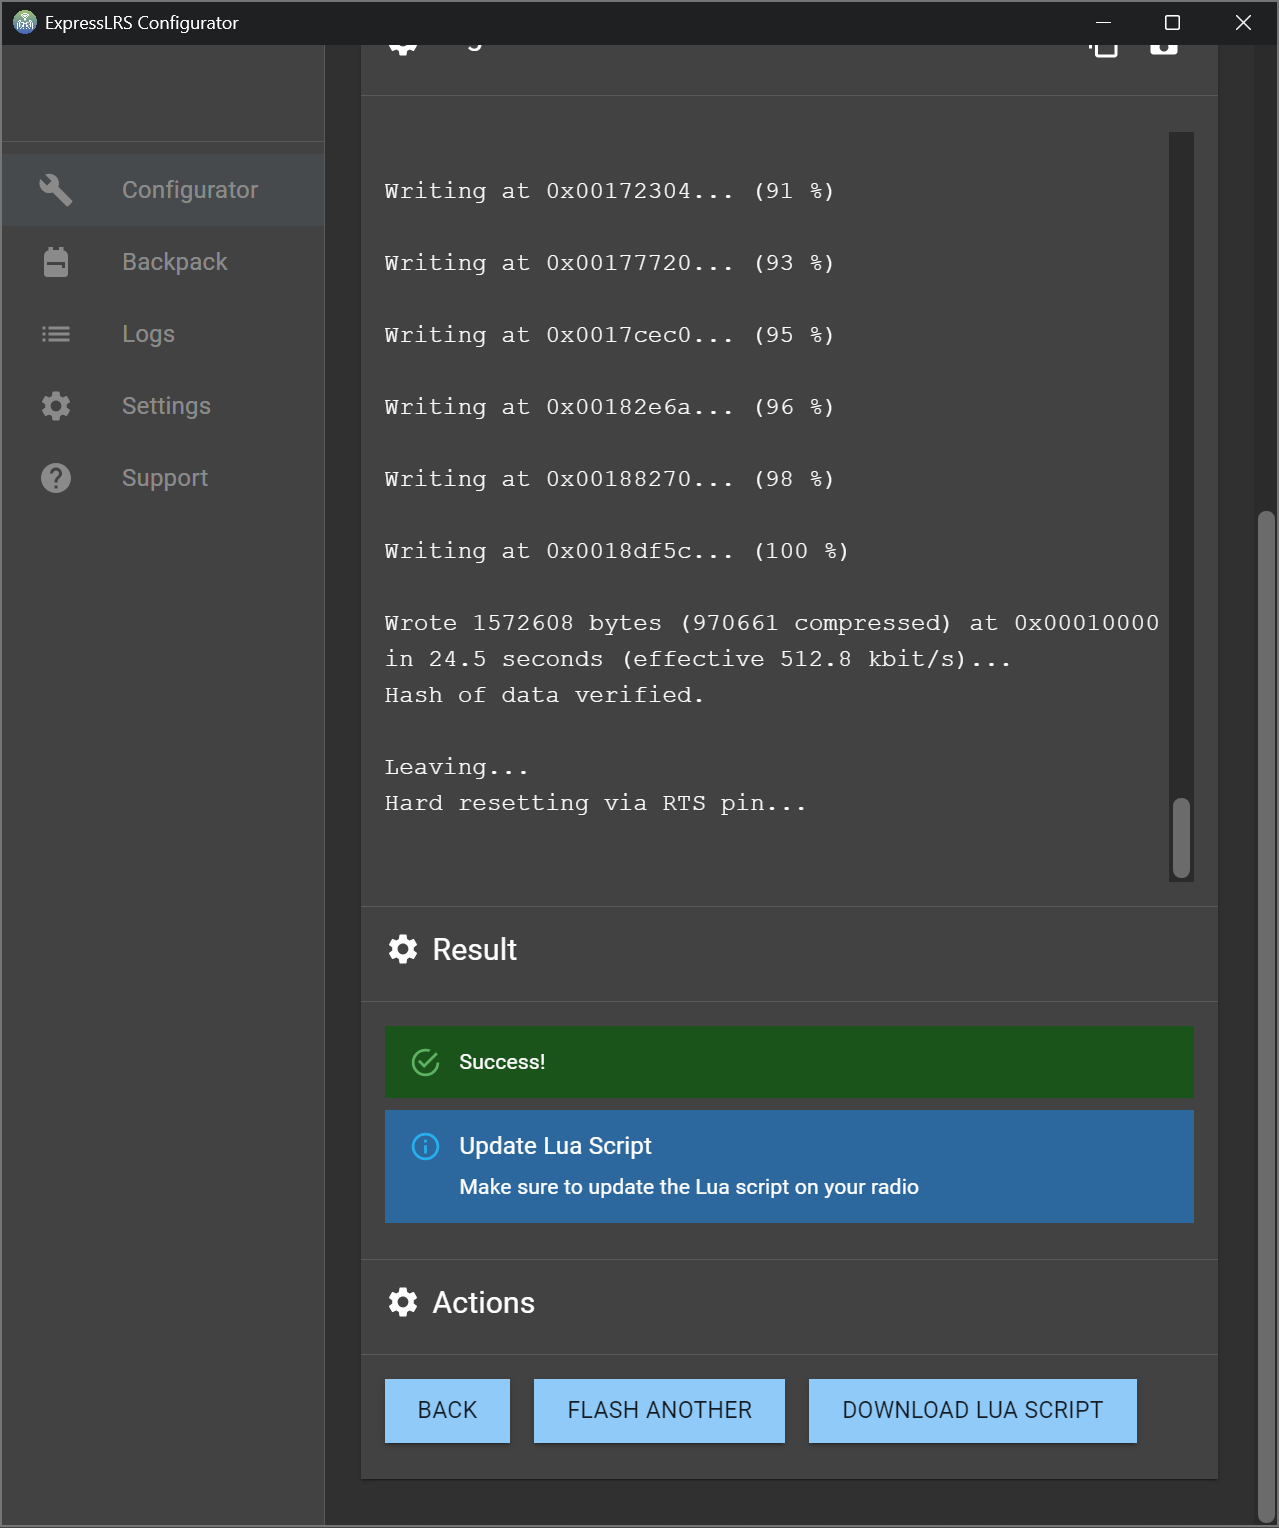 ExpressLRS Configurator
Configurator
Backpack
Logs
Settings
Support
Writing at 0x00172304... (91 %)
Writing at 0x00177720... (93 %)
Writing at 0x0017cec0... (95 %)
Writing at 0x00182e6a... (96 %)
Writing at 0x00188270... (98 %)
Writing at 0x0018df5c... (100 %)
Wrote 1572608 bytes (970661 compressed) at 0x00010000
in 24.5 seconds (effective 512.8 kbit/s)...
Hash of data verified.
Leaving...
Hard resetting via RTS pin...
Result
Success!
Update Lua Script
Make sure to update the Lua script on your radio
Actions
BACK
FLASH ANOTHER
DOWNLOAD LUA SCRIPT